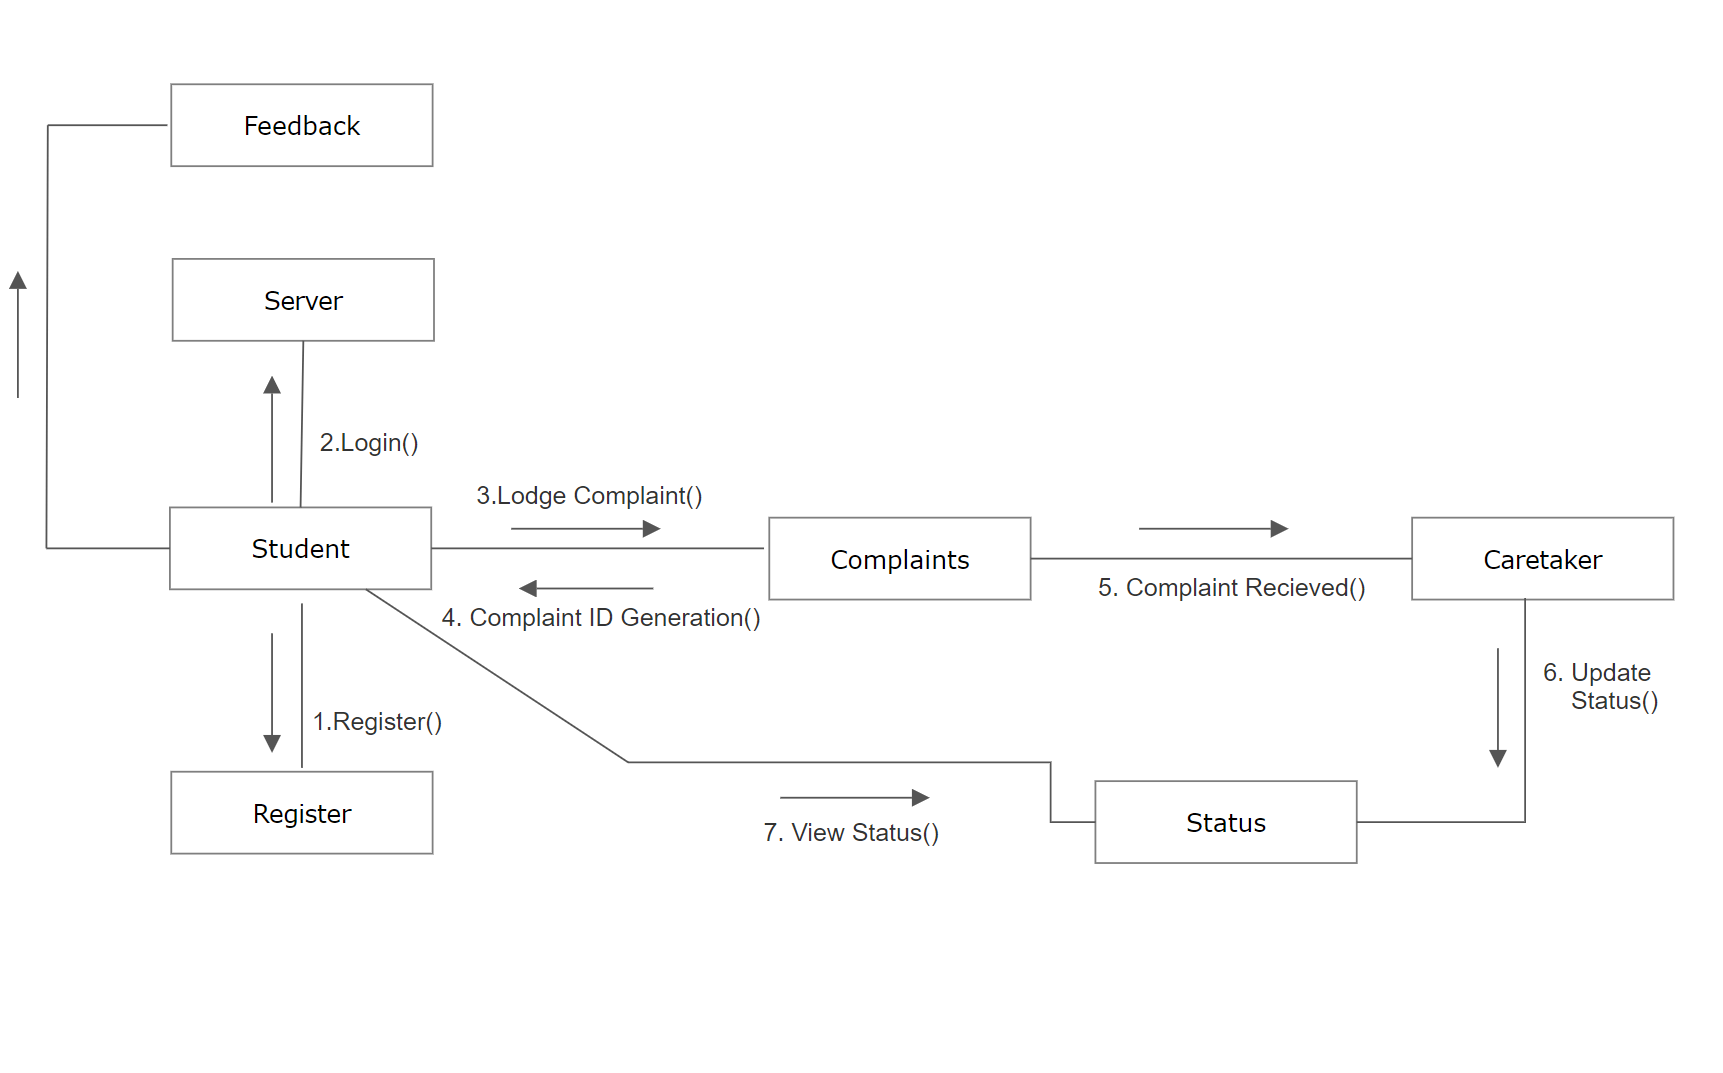 Feedback
Server
2.Login()
3.Lodge Complaint()
Student
Complaints
Caretaker
5. Complaint Recieved()
4. Complaint ID Generation()
6. Update
Status()
1.Register()
Register
7. View Status()
Status